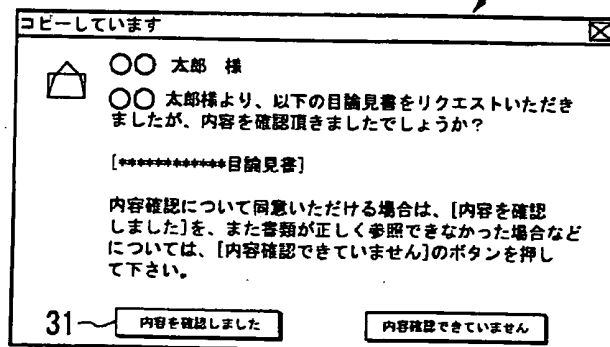 コピーしています
〇〇 太郎 様
〇〇 太郎様より、以下の目論見書をリクエストいただき
ましたが、内容を確認頂きましたでしょうか?
[************目論見書]
内容確認について同意いただける場合は、[内容を確認
しました]を、また書類が正しく参照できなかった場合など
については、[内容確認できていません]のボタンを押し
て下さい。
31 内容を確認しました 内容確認できていません